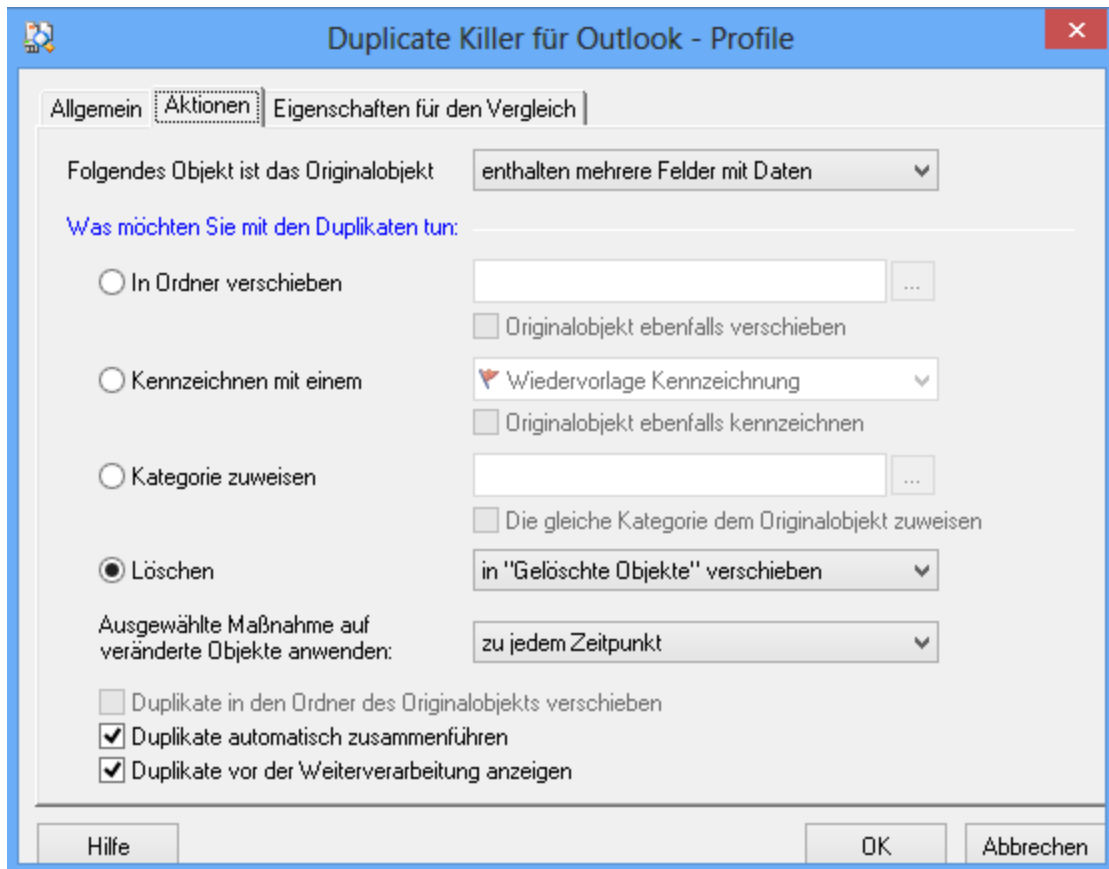 Duplicate Killer für Outlook - Profile
Allgemein
Aktionen
Eigenschaften für den Vergleich
Folgendes Objekt ist das Originalobjekt
enthalten mehrere Felder mit Daten
Was möchten Sie mit den Duplikaten tun:
In Ordner verschieben
...
Originalobjekt ebenfalls verschieben
Kennzeichnen mit einem
Wiedervorlage Kennzeichnung
Originalobjekt ebenfalls kennzeichnen
Kategorie zuweisen
...
Die gleiche Kategorie dem Originalobjekt zuweisen
Löschen
in "Gelöschte Objekte" verschieben
Ausgewählte Maßnahme auf
veränderte Objekte anwenden:
zu jedem Zeitpunkt
Duplikate in den Ordner des Originalobjekts verschieben
Duplikate automatisch zusammenführen
Duplikate vor der Weiterverarbeitung anzeigen
Hilfe
OK
Abbrechen